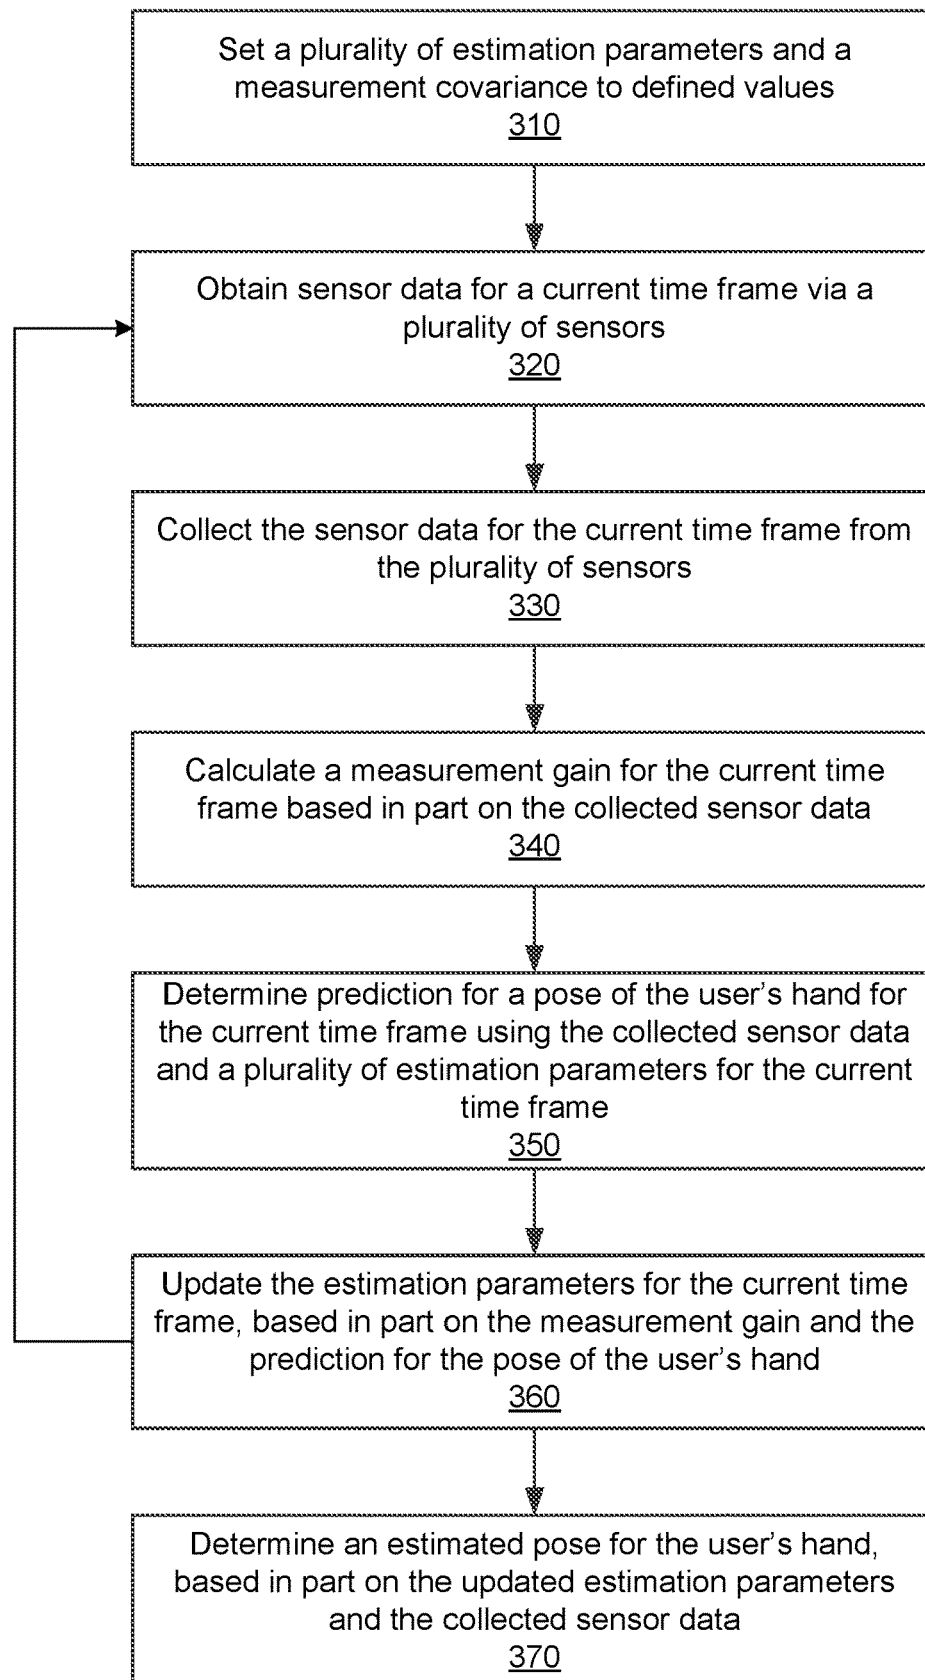 Set a plurality of estimation parameters and a
measurement covariance to defined values
310
Obtain sensor data for a current time frame via a
plurality of sensors
320
Collect the sensor data for the current time frame from
the plurality of sensors
330
Calculate a measurement gain for the current time
frame based in part on the collected sensor data
340
Determine prediction for a pose of the user's hand for
the current time frame using the collected sensor data
and a plurality of estimation parameters for the current
time frame
350
Update the estimation parameters for the current time
frame, based in part on the measurement gain and the
prediction for the pose of the user's hand
360
Determine an estimated pose for the user's hand,
based in part on the updated estimation parameters
and the collected sensor data
370